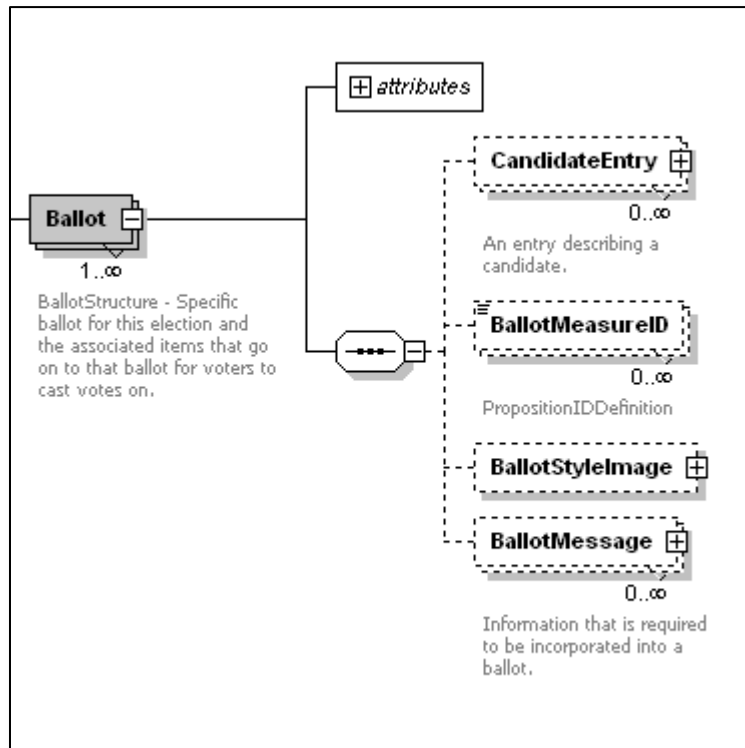 attributes
CandidateEntry
0..∞
An entry describing a
candidate.
Ballot
1..∞
BallotStructure - Specific
ballot for this election and
the associated items that go
on to that ballot for voters to
cast votes on.
BallotMeasureID
0..∞
PropositionIDDefinition
BallotStyleImage
BallotMessage
0..∞
Information that is required
to be incorporated into a
ballot.